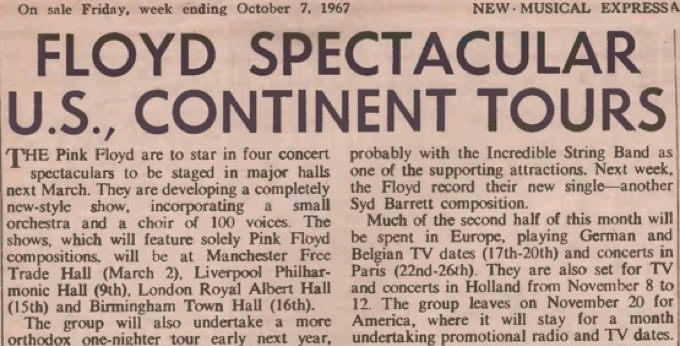 On sale Friday, week ending October 7, 1967
NEW-MUSICAL EXPRESS
FLOYD SPECTACULAR
U.S., CONTINENT TOURS
THE Pink Floyd are to star in four concert
spectaculars to be staged in major halls
next March. They are developing a completely
new-style show, incorporating a small
orchestra and a choir of 100 voices. The
shows, which will feature solely Pink Floyd
compositions, will be at Manchester Free
Trade Hall (March 2), Liverpool Philhar-
monic Hall (9th), London Royal Albert Hall
(15th) and Birmingham Town Hall (16th).
The group will also undertake a more
orthodox one-nighter tour early next year,
probably with the Incredible String Band as
one of the supporting attractions. Next week,
the Floyd record their new single—another
Syd Barrett composition.
Much of the second half of this month will
be spent in Europe, playing German and
Belgian TV dates (17th-20th) and concerts in
Paris (22nd-26th). They are also set for TV
and concerts in Holland from November 8 to
12. The group leaves on November 20 for
America, where it will stay for a month
undertaking promotional radio and TV dates.